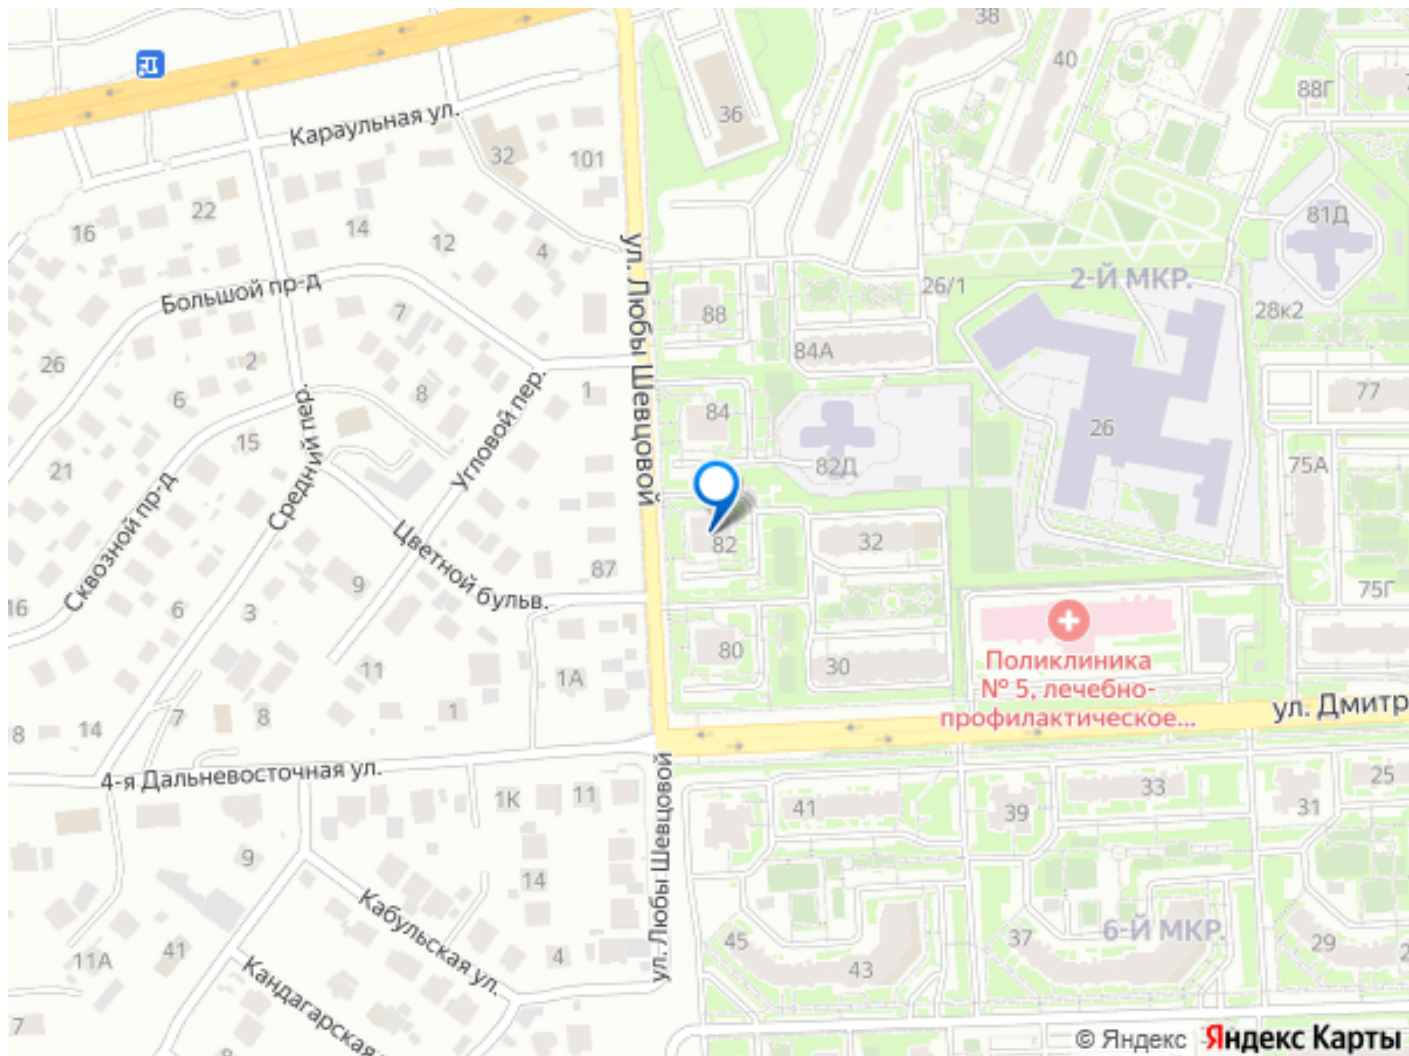 38
40
88Г
36
Караульная ул.
32
101
22
16
14
12
4
81Д
ул. Любы Шевцовой
2-Й МКР.
26/1
28к2
Большой пр-д
7
88
84А
26
2
8
6
1
77
84
Угловой пер.
Средний пер.
15
26
21
82Д
75А
Сквозной пр-д
82
32
Цветной бульв.
87
9
16
6
3
75Г
80
30
Поликлиника
№ 5, лечебно-
профилактическое...
11
1А
ул. Дмитр
7
8
1
8
14
4-я Дальневосточная ул.
ул. Любы Шевцовой
1К
11
41
33
39
31
25
9
14
Кабульская ул.
6-Й МКР.
45
37
29
43
41
11А
4
Кандагарская
7
© Яндекс Яндекс Карты